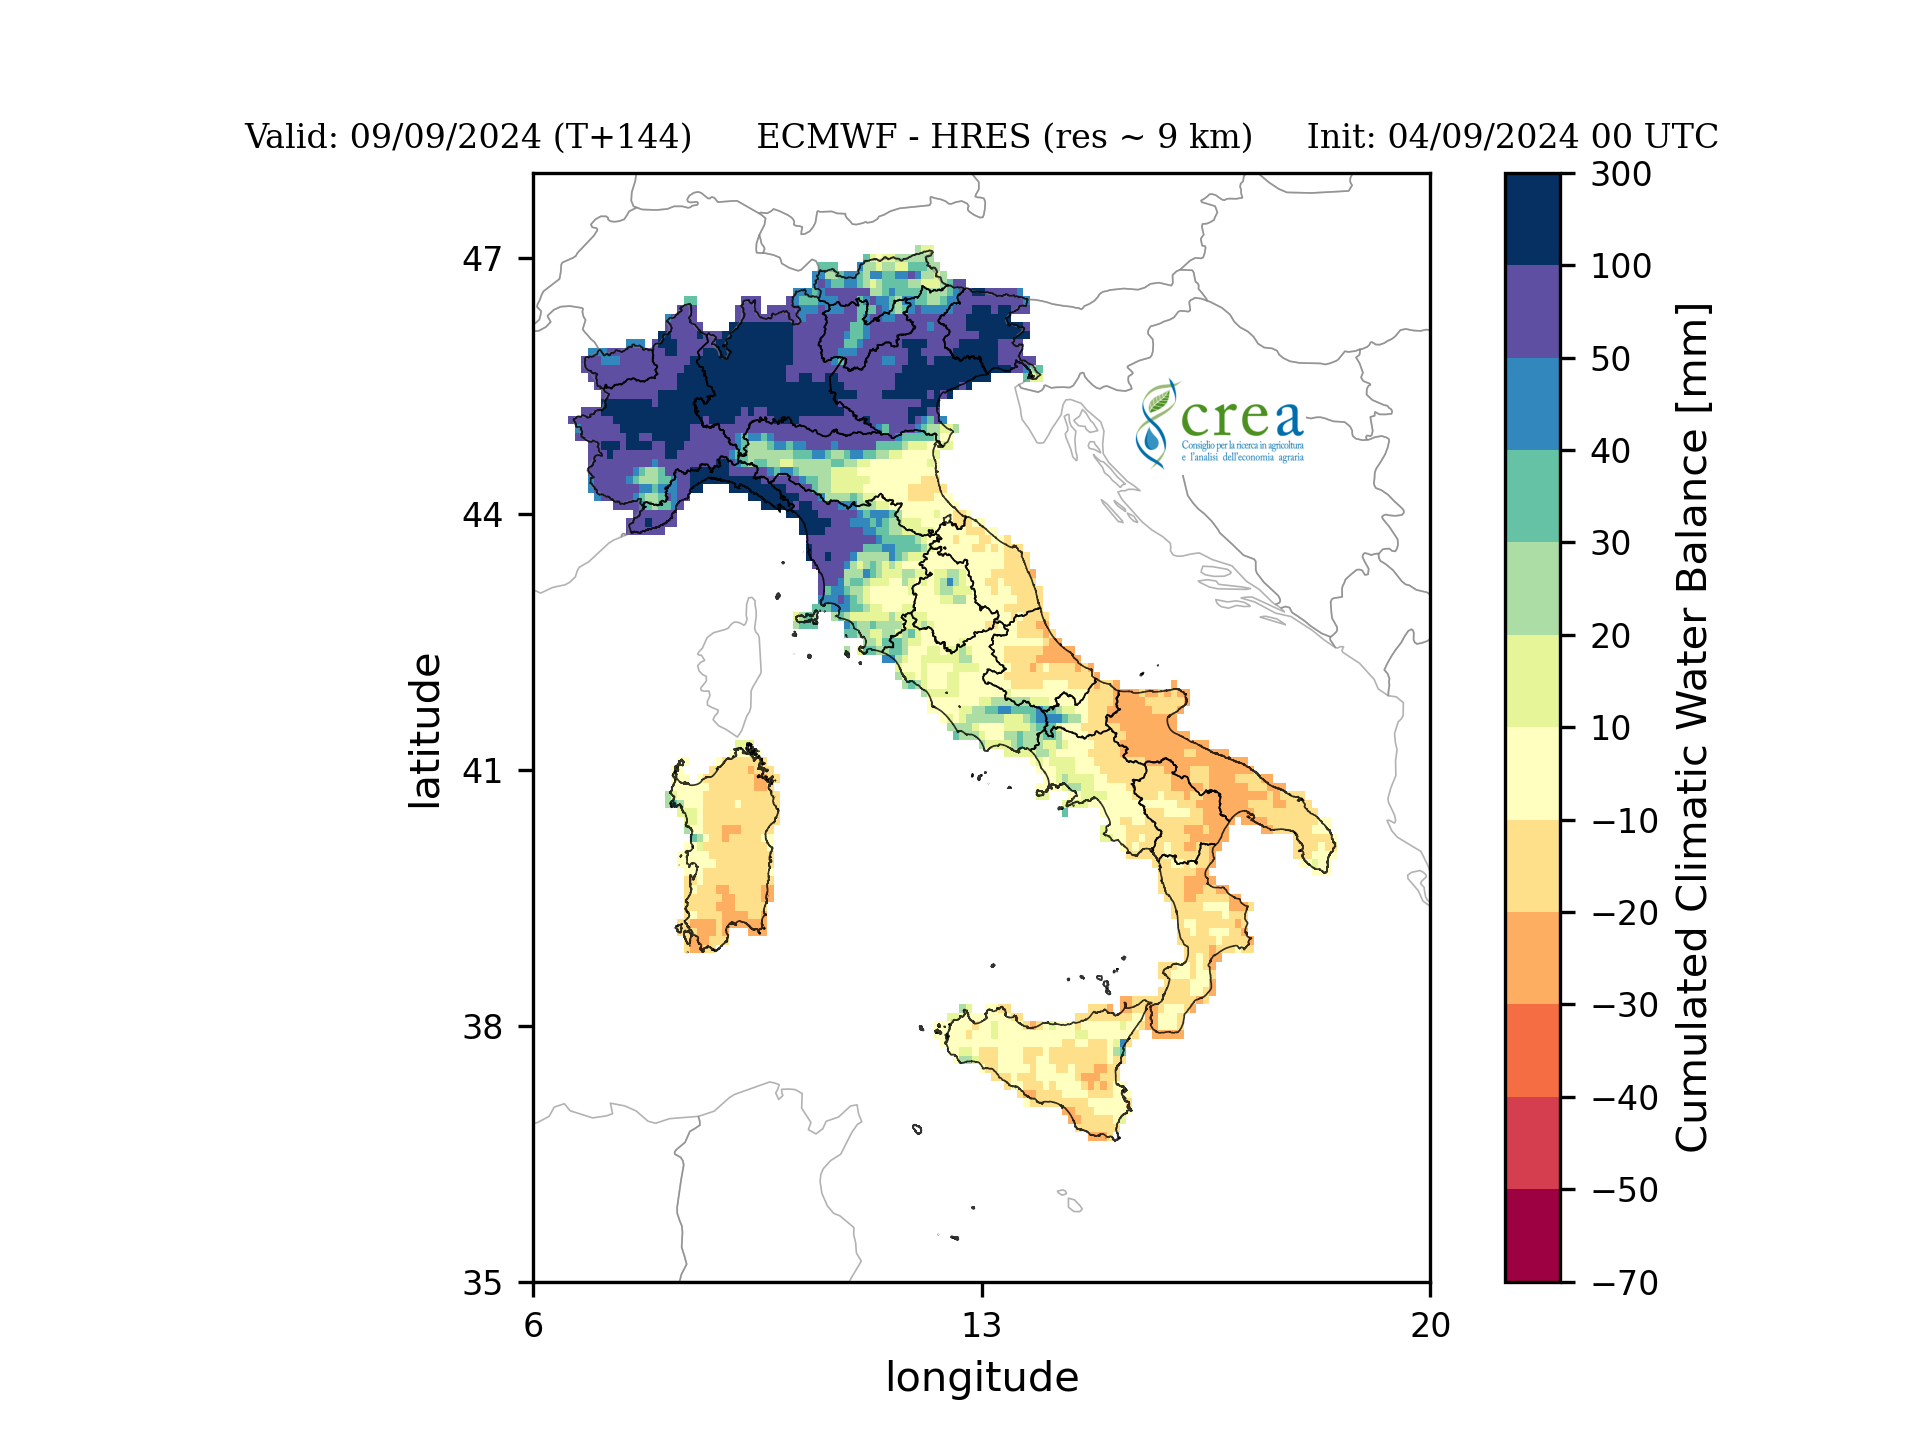 Valid: 09/09/2024 (T+144) ECMWF - HRES (res ~ 9 km) Init: 04/09/2024 00 UTC
47
44
41
38
35
latitude
6 13 20
longitude
crea
Consiglio per la ricerca in agricoltura
e l'analisi dell'economia agraria
300
100
50
40
30
20
10
−10
−20
−30
−40
−50
−70
Cumulated Climatic Water Balance [mm]